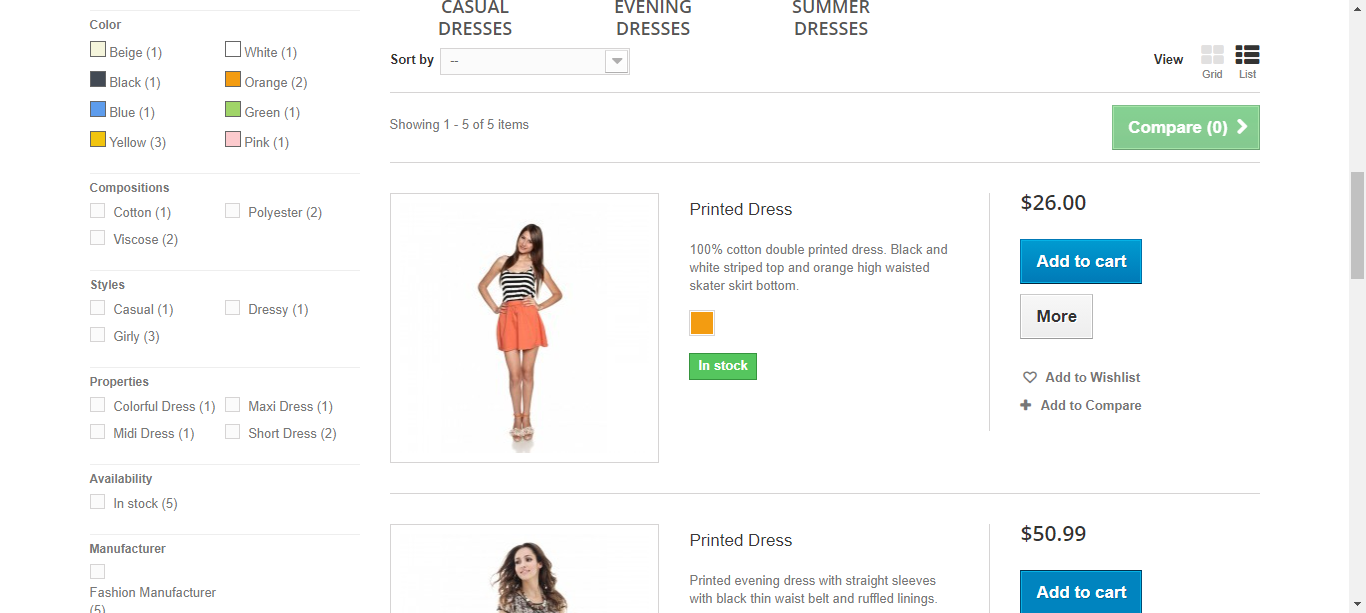 Color
Beige (1)
White (1)
Black (1)
Orange (2)
Blue (1)
Green (1)
Yellow (3)
Pink (1)
Compositions
Cotton (1)
Polyester (2)
Viscose (2)
Styles
Casual (1)
Dressy (1)
Girly (3)
Properties
Colorful Dress (1)
Maxi Dress (1)
Midi Dress (1)
Short Dress (2)
Availability
In stock (5)
Manufacturer
Fashion Manufacturer
(5)
CASUAL
DRESSES
EVENING
DRESSES
SUMMER
DRESSES
Sort by
--
View
Grid
List
Showing 1 - 5 of 5 items
Compare (0)
Printed Dress
100% cotton double printed dress. Black and
white striped top and orange high waisted
skater skirt bottom.
In stock
$26.00
Add to cart
More
Add to Wishlist
Add to Compare
Printed Dress
Printed evening dress with straight sleeves
with black thin waist belt and ruffled linings.
$50.99
Add to cart